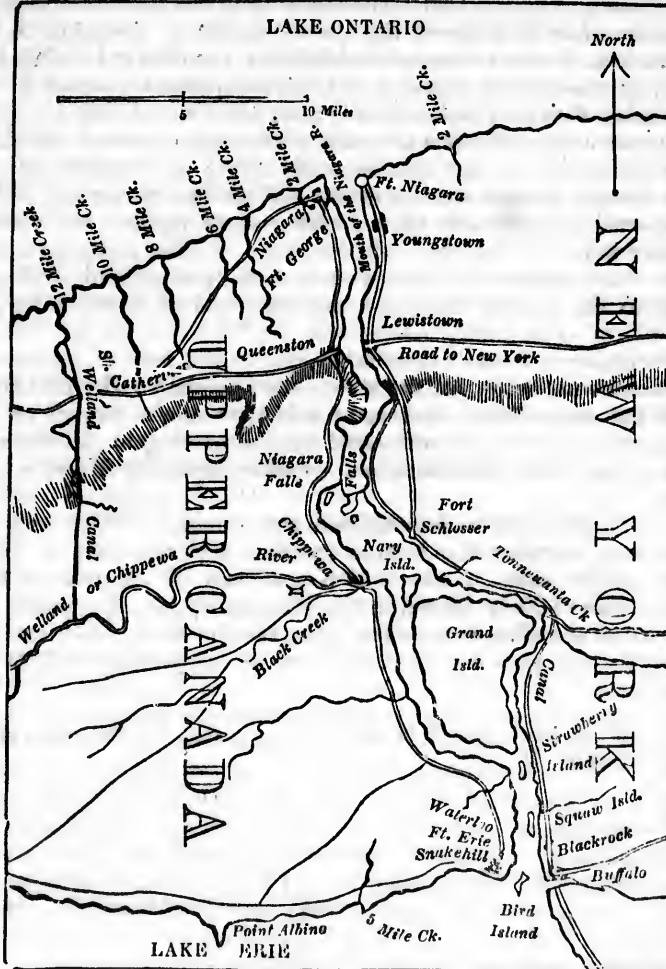 LAKE ONTARIO
North
5
10 Miles
2 Mile Ck.
12 Mile Creek
10 Mile Ck.
8 Mile Ck.
6 Mile Ck.
4 Mile Ck.
2 Mile Ck.
Mouth of the Niagara R.
Ft. Niagara
Niagara
Ft. George
Youngstown
Lewistown
Queenston
Road to New York
St.
Catherine
Welland
Canal
UPPER CANADA
NEW YORK
Niagara
Falls
Falls
Fort
Schlosser
Chippewa
River
Navy
Isld.
Tonnewanta Ck
Welland or Chippewa
Black Creek
Grand
Isld.
Canal
Strawberry
Island
Squaw Isld.
Blackrock
Buffalo
Waterloo
Ft. Erie
Snakehill
Bird
Island
Point Albino
5 Mile Ck.
LAKE ERIE